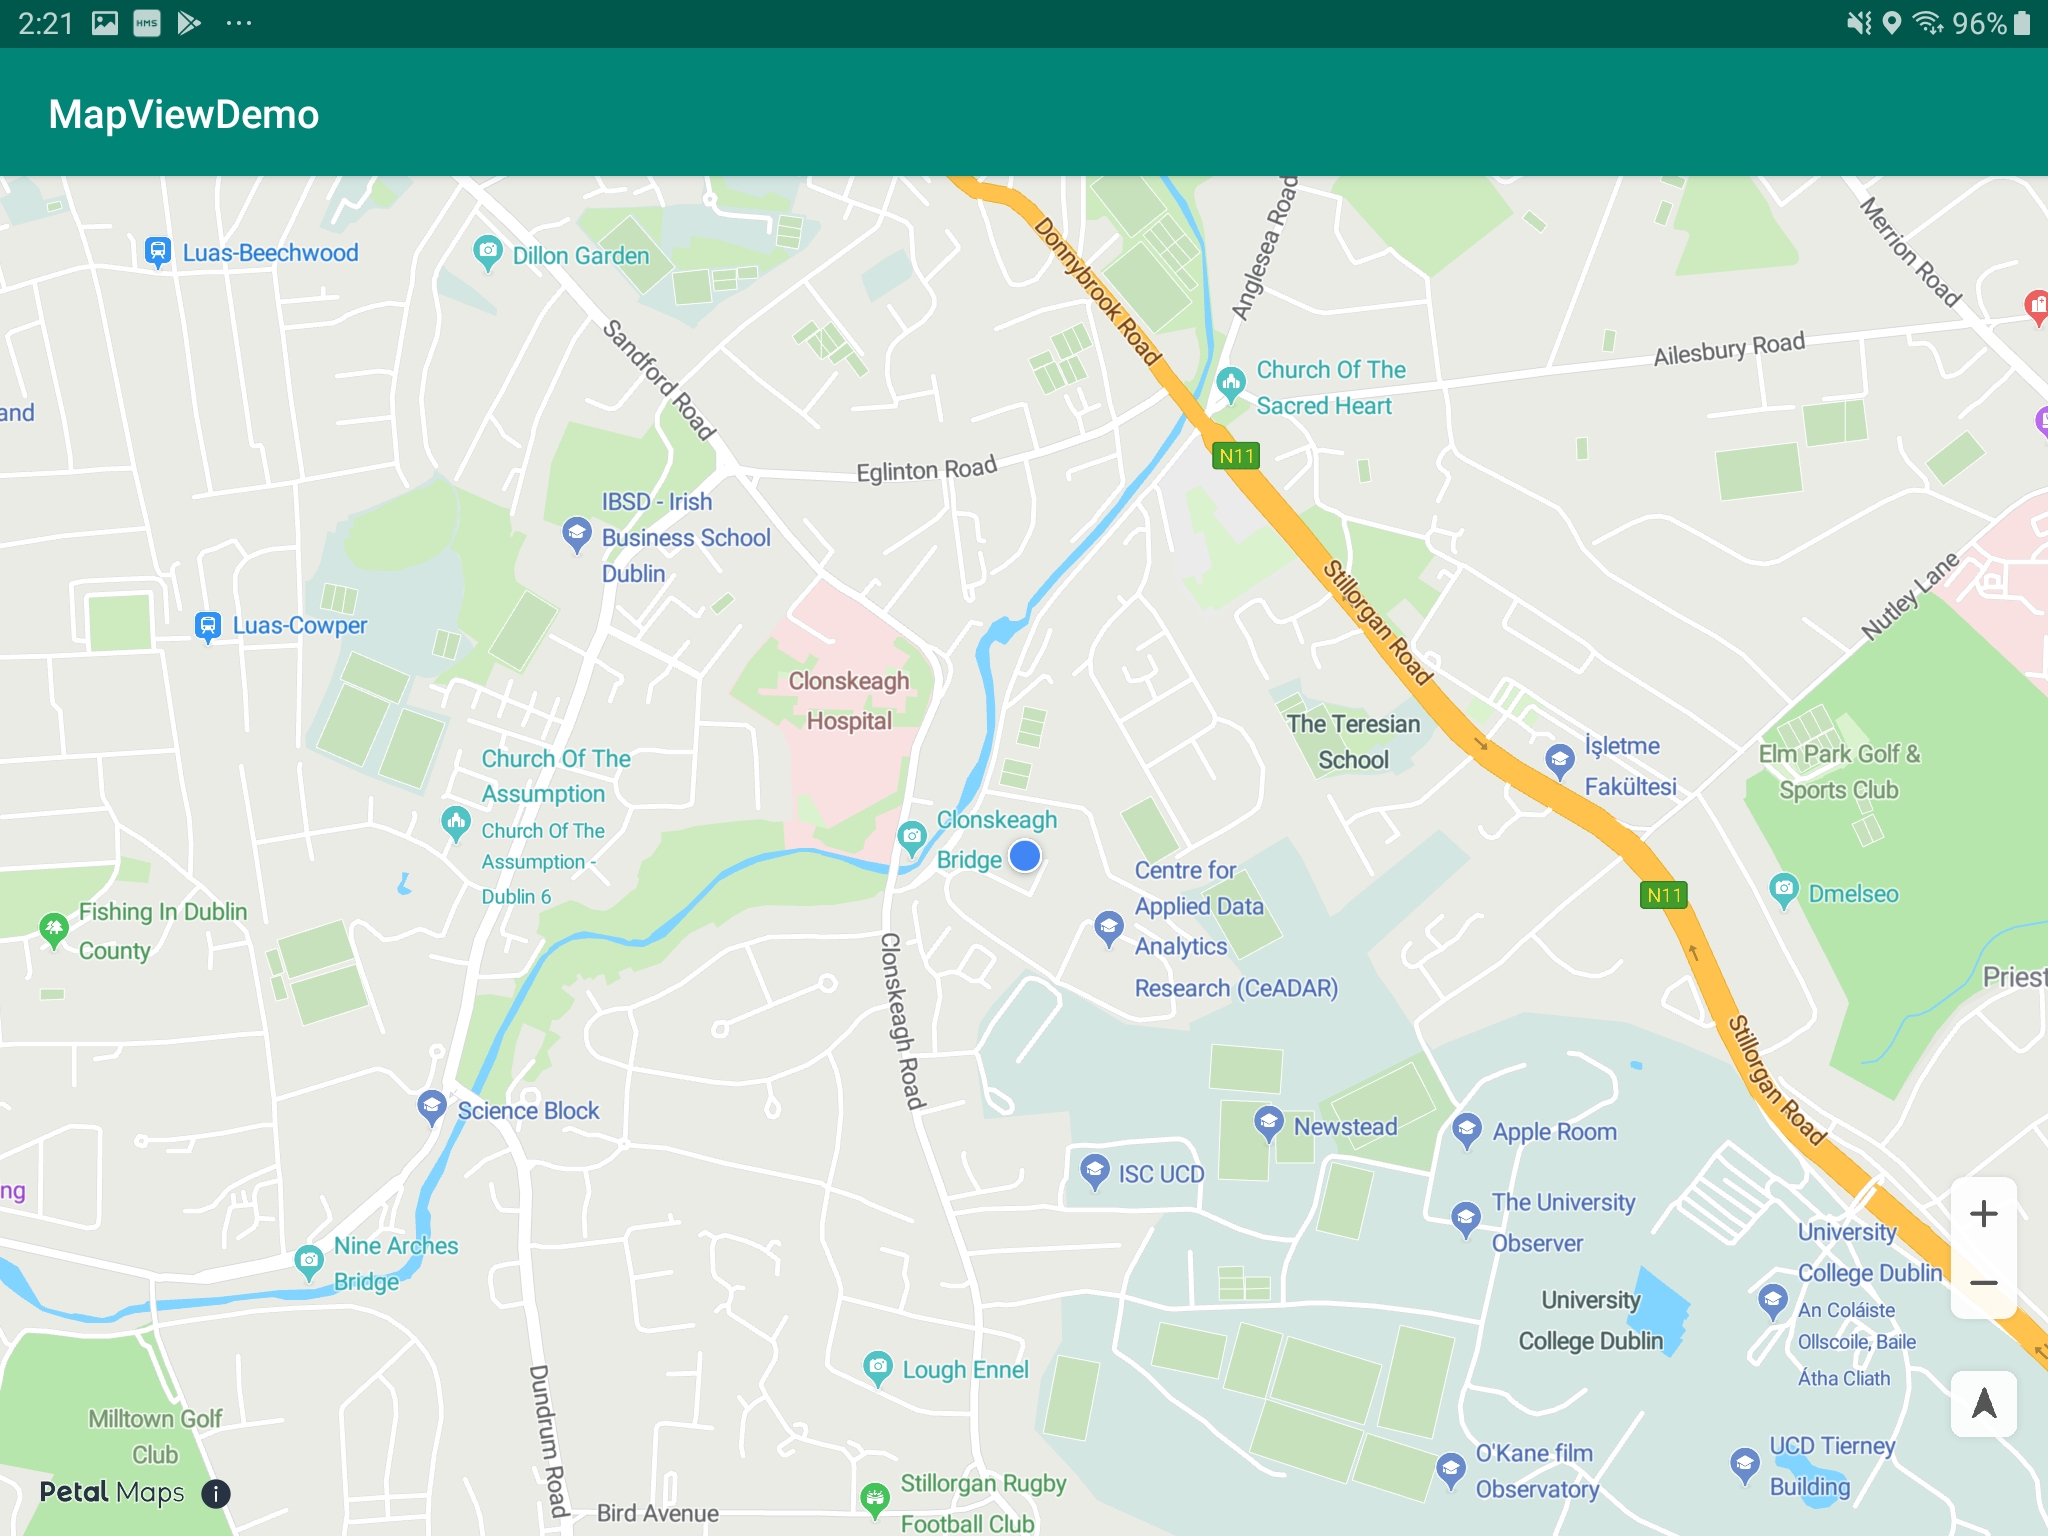 2:21
HMS
96%
MapViewDemo
Luas-Beechwood
Dillon Garden
Donnybrook Road
Anglesea Road
Merrion Road
Sandford Road
Ailesbury Road
Church Of The
Sacred Heart
and
N11
Eglinton Road
IBSD - Irish
Business School
Dublin
Stillorgan Road
Nutley Lane
Luas-Cowper
Clonskeagh
Hospital
The Teresian
School
İşletme
Fakültesi
Elm Park Golf &
Sports Club
Church Of The
Assumption
Church Of The
Assumption -
Dublin 6
Clonskeagh
Bridge
Centre for
Applied Data
Analytics
Research (CeADAR)
N11
Dmelseo
Fishing In Dublin
County
Clonskeagh Road
Priest
Stillorgan Road
Science Block
Newstead
Apple Room
ISC UCD
ng
The University
Observer
University
College Dublin
An Coláiste
Ollscoile, Baile
Átha Cliath
Nine Arches
Bridge
University
College Dublin
Lough Ennel
Dundrum Road
Milltown Golf
Club
Petal Maps
Stillorgan Rugby
Football Club
Bird Avenue
O'Kane film
Observatory
UCD Tierney
Building